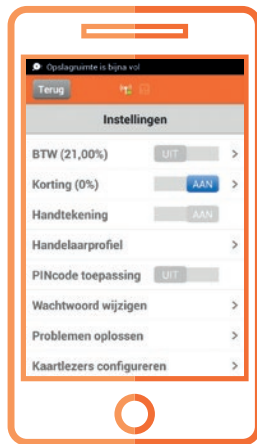 Opslagruimte is bijna vol
Terug
Instellingen
BTW (21,00%) UIT
Korting (0%) AAN
Handtekening AAN
Handelaarprofiel
PINcode toepassing UIT
Wachtwoord wijzigen
Problemen oplossen
Kaartlezers configureren